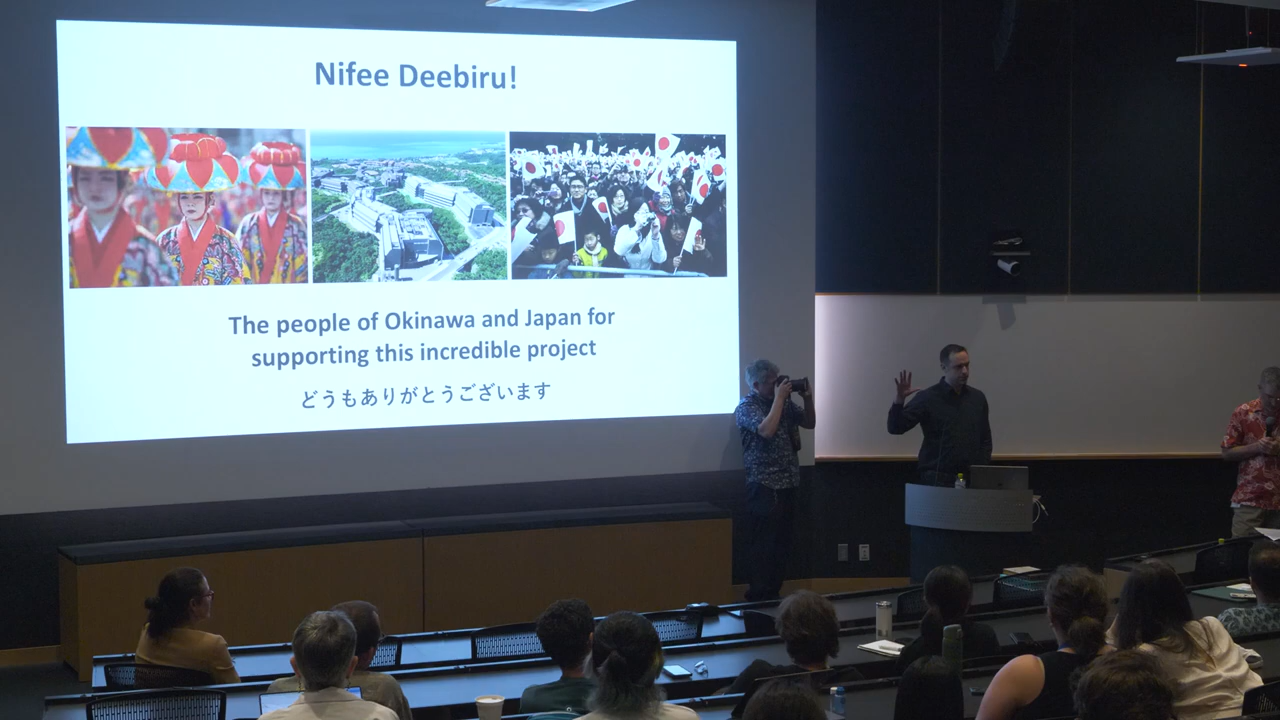 Nifee Deebiru!
The people of Okinawa and Japan for
supporting this incredible project
どうもありがとうございます